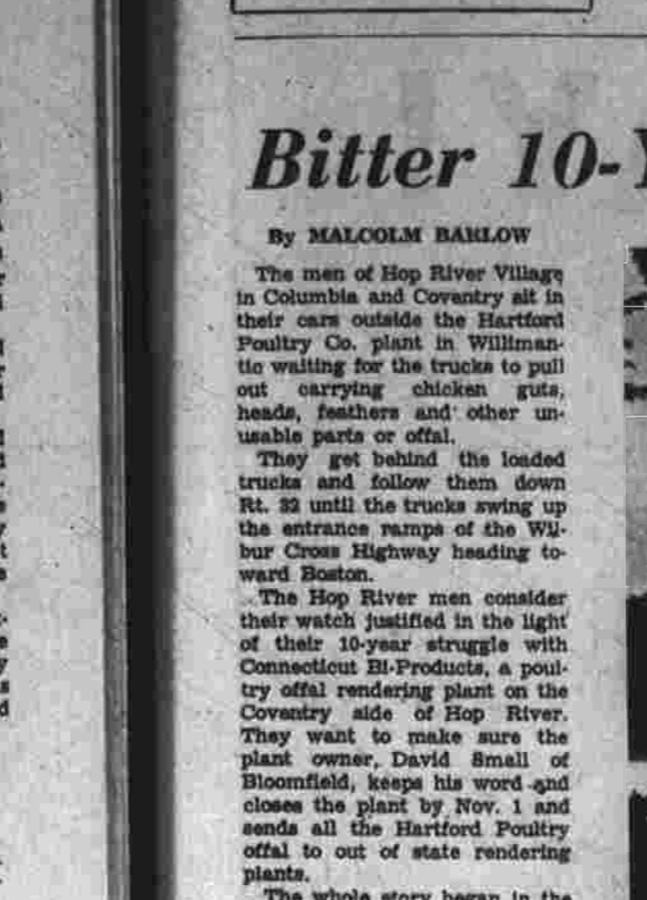 Bitter 10-
By MALCOLM BARLOW
The men of Hop River Village
in Columbia and Coventry sit in
their cars outside the Hartford
Poultry Co. plant in Williman-
tic waiting for the trucks to pull
out carrying chicken guts,
heads, feathers and other un-
usable parts or offal.
They get behind the loaded
trucks and follow them down
Rt. 32 until the trucks swing up
the entrance ramps of the Wil-
bur Cross Highway heading to-
ward Boston.
The Hop River men consider
their watch justified in the light
of their 10-year struggle with
Connecticut Bi-Products, a poul-
try offal rendering plant on the
Coventry side of Hop River.
They want to make sure the
plant owner, David Small of
Bloomfield, keeps his word and
closes the plant by Nov. 1 and
sends all the Hartford Poultry
offal to out of state rendering
plants.
The whole story began in the